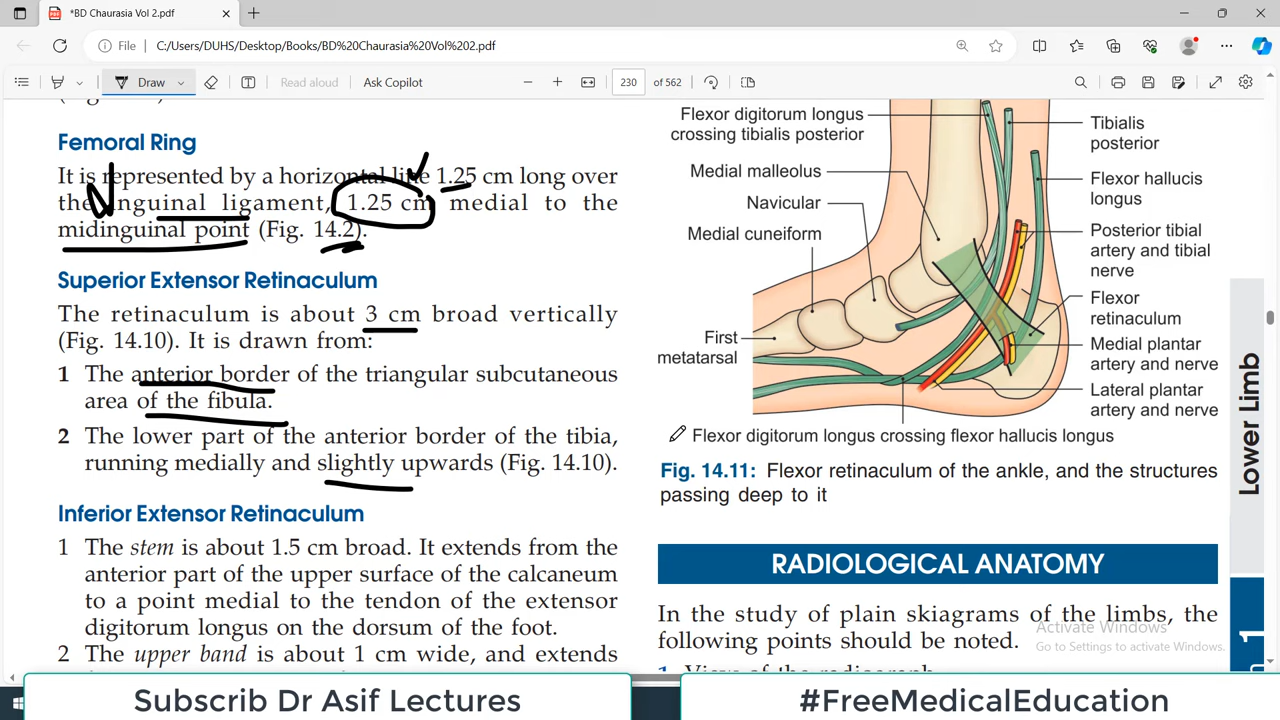 *BD Chaurasia Vol 2.pdf
File
C:/Users/DUHS/Desktop/Books/BD%20Chaurasia%20Vol%202.pdf
Draw
Read aloud
Ask Copilot
230
of 562
Femoral Ring
It is represented by a horizontal line 1.25 cm long over
the inguinal ligament, 1.25 cm medial to the
midinguinal point (Fig. 14.2).
Superior Extensor Retinaculum
The retinaculum is about 3 cm broad vertically
(Fig. 14.10). It is drawn from:
1 The anterior border of the triangular subcutaneous
area of the fibula.
2 The lower part of the anterior border of the tibia,
running medially and slightly upwards (Fig. 14.10).
Inferior Extensor Retinaculum
1 The stem is about 1.5 cm broad. It extends from the
anterior part of the upper surface of the calcaneum
to a point medial to the tendon of the extensor
digitorum longus on the dorsum of the foot.
2 The upper band is about 1 cm wide, and extends
Flexor digitorum longus
crossing tibialis posterior
Medial malleolus
Navicular
Medial cuneiform
First
metatarsal
Tibialis
posterior
Flexor hallucis
longus
Posterior tibial
artery and tibial
nerve
Flexor
retinaculum
Medial plantar
artery and nerve
Lateral plantar
artery and nerve
Flexor digitorum longus crossing flexor hallucis longus
Fig. 14.11: Flexor retinaculum of the ankle, and the structures
passing deep to it
RADIOLOGICAL ANATOMY
In the study of plain skiagrams of the limbs, the
following points should be noted.
1 Views of the radiograph
Lower Limb
1
Activate Windows
Go to Settings to activate Windows.
Subscrib Dr Asif Lectures
#FreeMedicalEducation